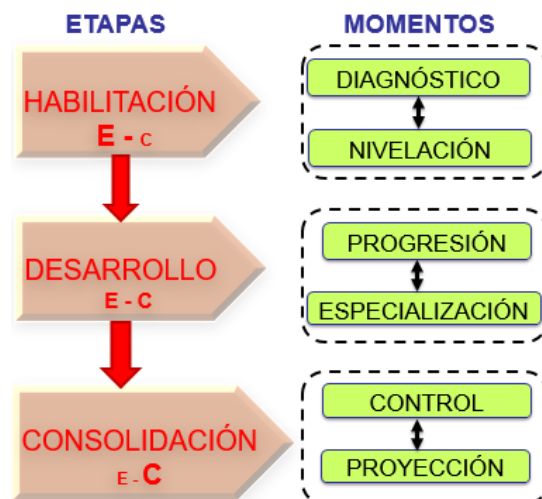 ETAPAS
MOMENTOS
HABILITACIÓN
E - C
DIAGNÓSTICO
NIVELACIÓN
DESARROLLO
E - C
PROGRESIÓN
ESPECIALIZACIÓN
CONSOLIDACIÓN
E - C
CONTROL
PROYECCIÓN